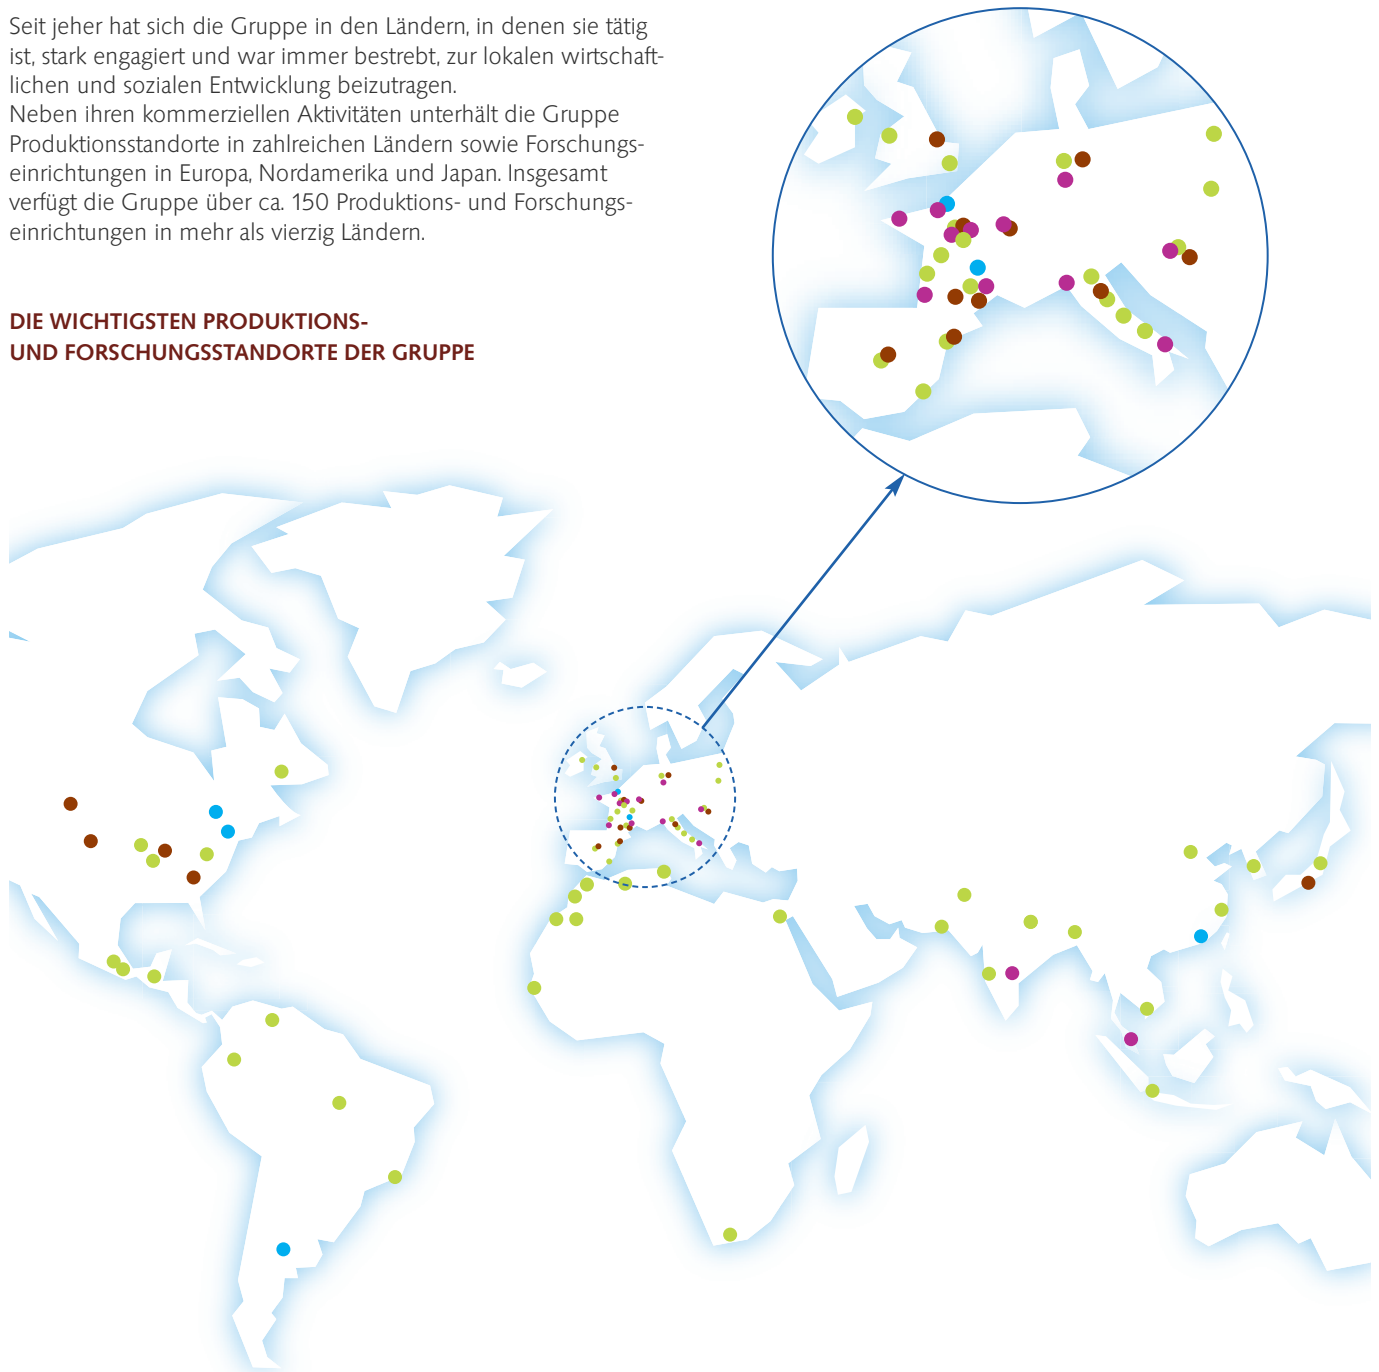 Seit jeher hat sich die Gruppe in den Ländern, in denen sie tätig
ist, stark engagiert und war immer bestrebt, zur lokalen wirtschaft-
lichen und sozialen Entwicklung beizutragen.
Neben ihren kommerziellen Aktivitäten unterhält die Gruppe
Produktionsstandorte in zahlreichen Ländern sowie Forschungs-
einrichtungen in Europa, Nordamerika und Japan. Insgesamt
verfügt die Gruppe über ca. 150 Produktions- und Forschungs-
einrichtungen in mehr als vierzig Ländern.
DIE WICHTIGSTEN PRODUKTIONS-
UND FORSCHUNGSSTANDORTE DER GRUPPE